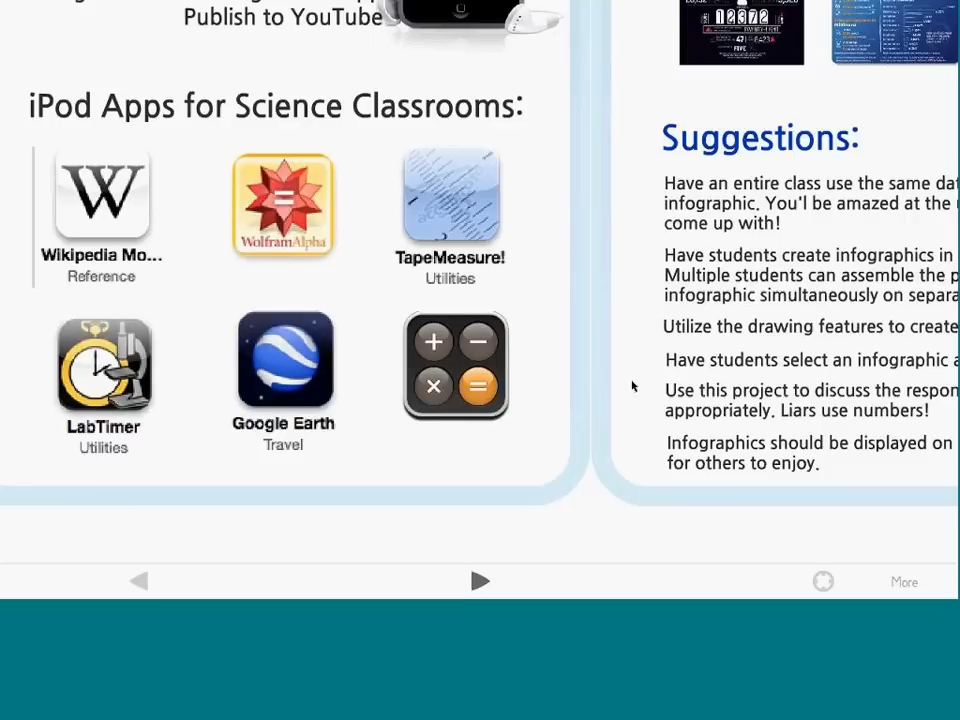 Publish to YouTube
iPod Apps for Science Classrooms:
W
=
WolframAlpha
Wikipedia Mo...
Reference
TapeMeasure!
Utilities
+
−
×
=
LabTimer
Utilities
Google Earth
Travel
12372
FIVE
Suggestions:
Have an entire class use the same
infographic. You'l be amazed at the
come up with!
Have students create infographics in
Multiple students can assemble the
infographic simultaneously on
Utilize the drawing features to create
Have students select an infographic
Use this project to discuss the
appropriately. Liars use numbers!
Infographics should be displayed on
for others to enjoy.
More